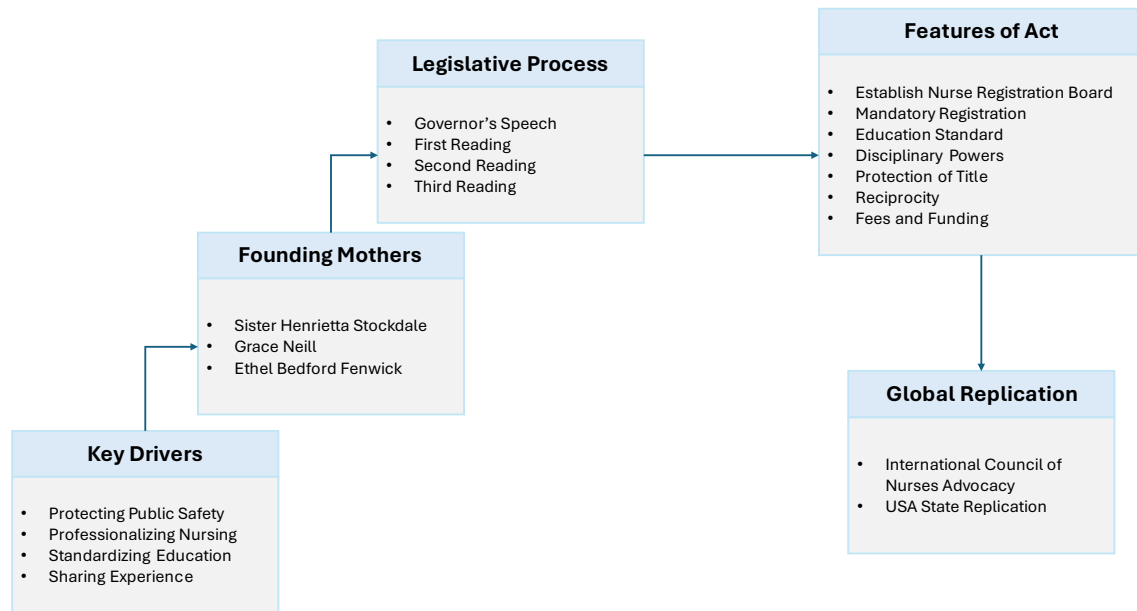 Key Drivers
• Protecting Public Safety
• Professionalizing Nursing
• Standardizing Education
• Sharing Experience
Founding Mothers
• Sister Henrietta Stockdale
• Grace Neill
• Ethel Bedford Fenwick
Legislative Process
• Governor’s Speech
• First Reading
• Second Reading
• Third Reading
Features of Act
• Establish Nurse Registration Board
• Mandatory Registration
• Education Standard
• Disciplinary Powers
• Protection of Title
• Reciprocity
• Fees and Funding
Global Replication
• International Council of
Nurses Advocacy
• USA State Replication